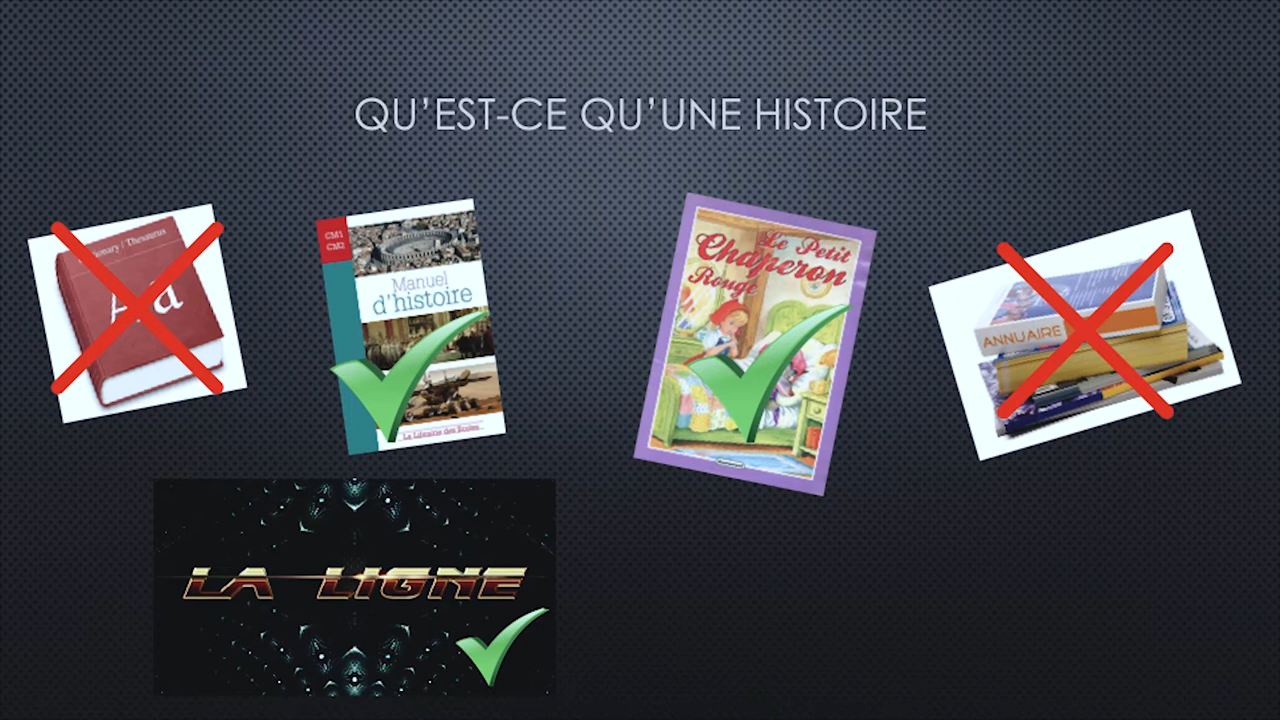 QU'EST-CE QU'UNE HISTOIRE
Dictionary / Thesaurus
CM1
CM2
Manuel
d'histoire
La Librairie des Écoles
Le Petit
Chaperon
Rouge
ANNUAIRE
LA LIGNE